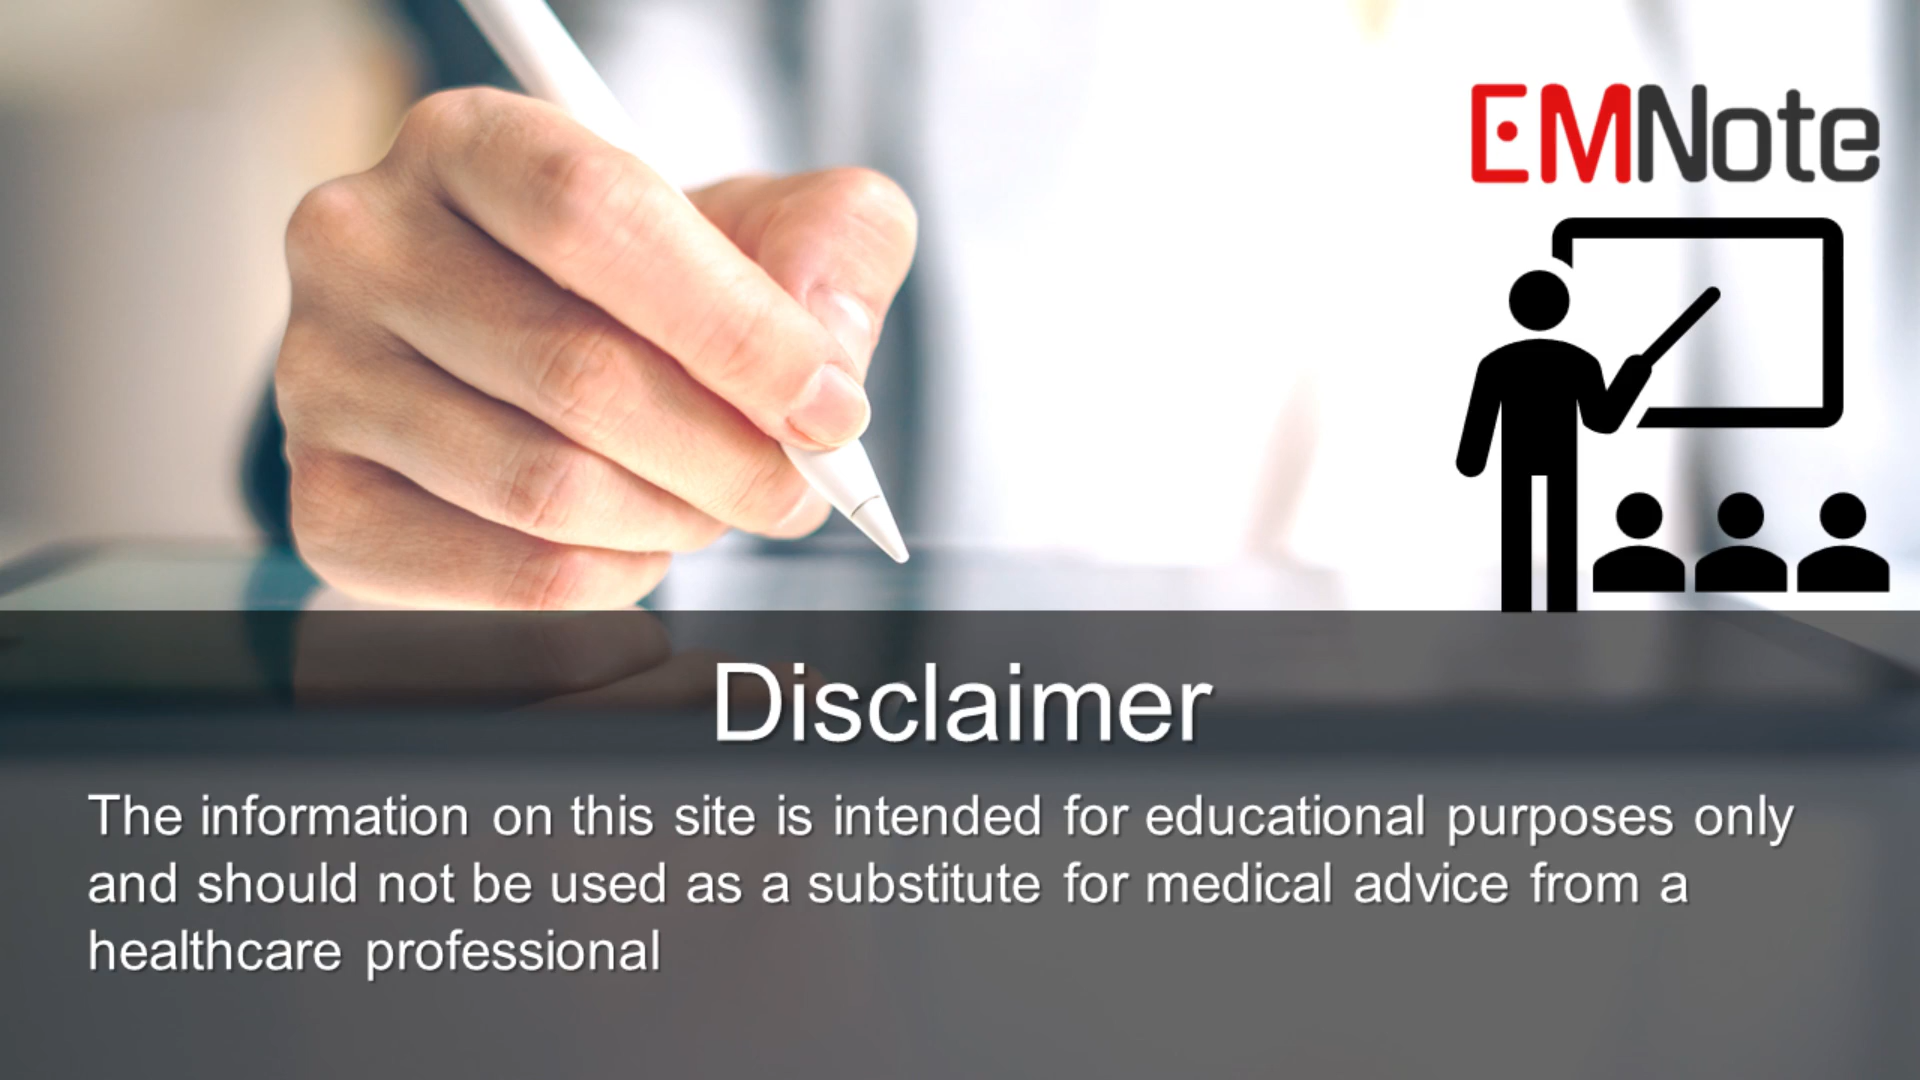 EMNote
Disclaimer
The information on this site is intended for educational purposes only
and should not be used as a substitute for medical advice from a
healthcare professional